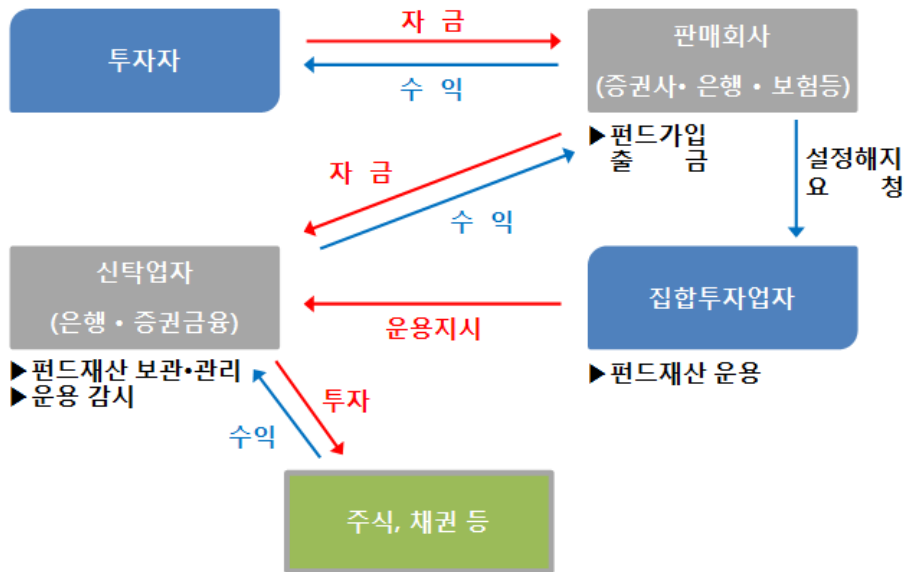 투자자
자 금
수 익
판매회사
(증권사• 은행 • 보험등)
▶펀드가입
출 금
설정해지
요 청
자 금
수 익
신탁업자
(은행 • 증권금융)
▶펀드재산 보관•관리
▶운용 감시
운용지시
집합투자업자
▶펀드재산 운용
투자
수익
주식, 채권 등